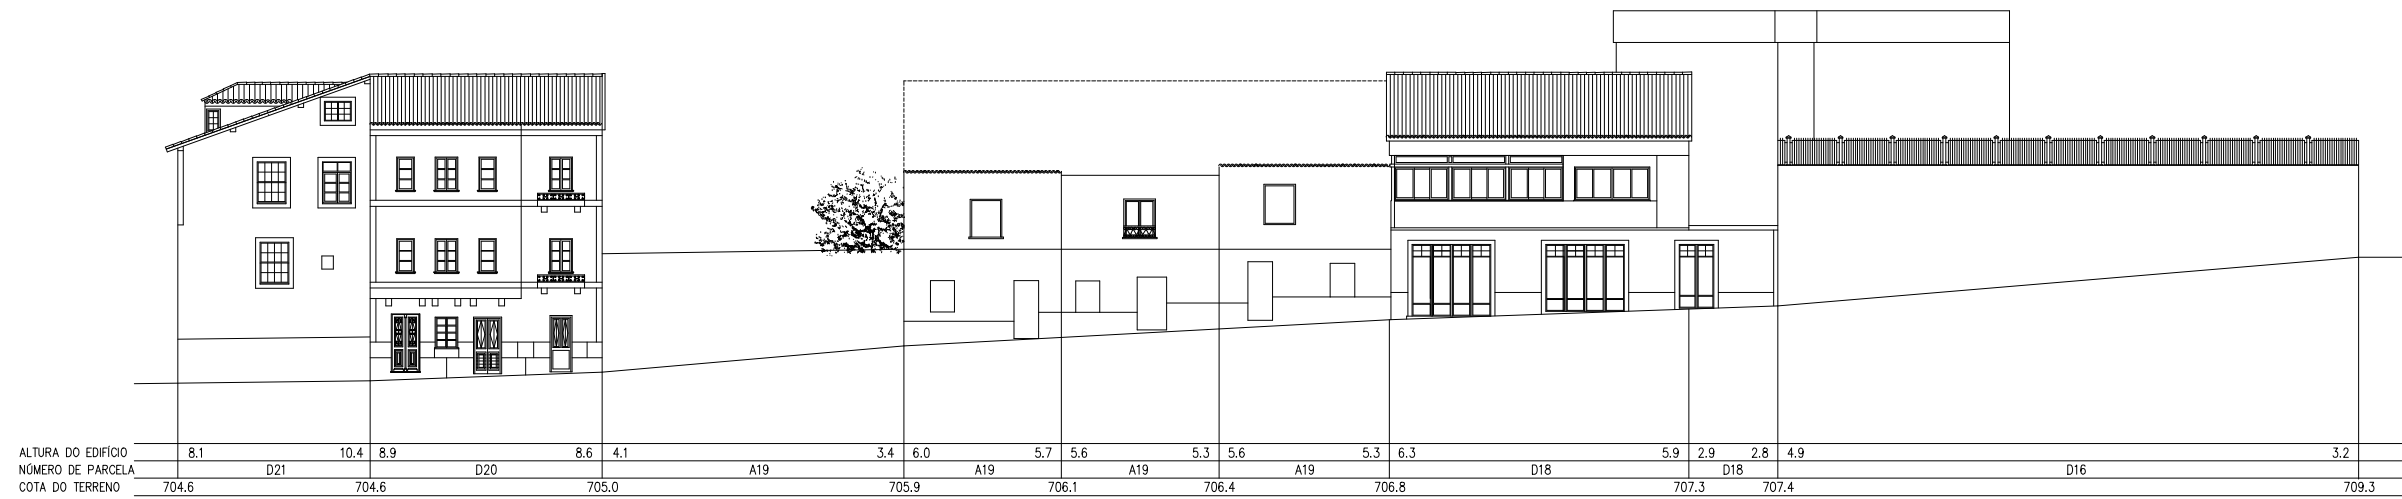 ALTURA DO EDIFÍCIO 8.1 10.4 8.9 8.6 4.1 3.4 6.0 5.7 5.6 5.3 5.6 5.3 6.3 5.9 2.9 2.8 4.9 3.2
NÚMERO DE PARCELA D21 D20 A19 A19 A19 A19 D18 D18 D16
COTA DO TERRENO 704.6 704.6 705.0 705.9 706.1 706.4 706.8 707.3 707.4 709.3